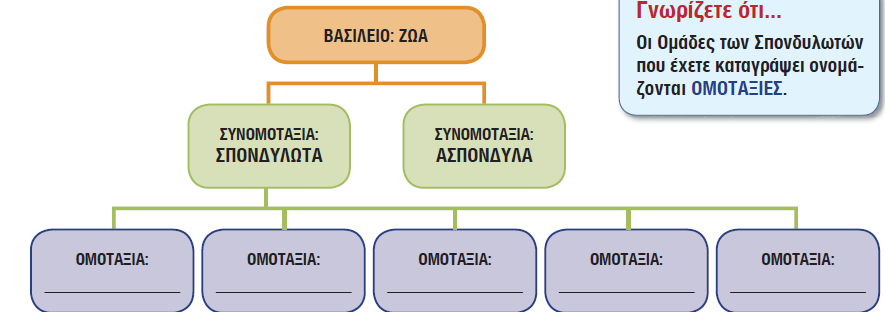 Γνωρίζετε ότι...
Οι Ομάδες των Σπονδυλωτών
που έχετε καταγράψει ονομά-
ζονται ΟΜΟΤΑΞΙΕΣ.
ΒΑΣΙΛΕΙΟ: ΖΩΑ
ΣΥΝΟΜΟΤΑΞΙΑ:
ΣΠΟΝΔΥΛΩΤΑ
ΣΥΝΟΜΟΤΑΞΙΑ:
ΑΣΠΟΝΔΥΛΑ
ΟΜΟΤΑΞΙΑ:
ΟΜΟΤΑΞΙΑ:
ΟΜΟΤΑΞΙΑ:
ΟΜΟΤΑΞΙΑ:
ΟΜΟΤΑΞΙΑ: